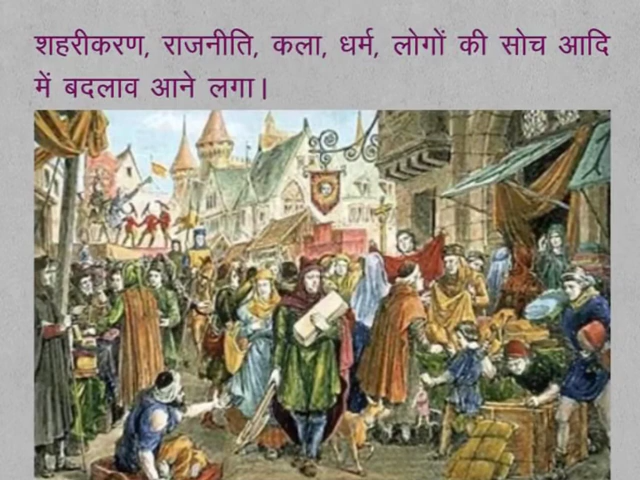 शहरीकरण, राजनीति, कला, धर्म, लोगों की सोच आदि
में बदलाव आने लगा।